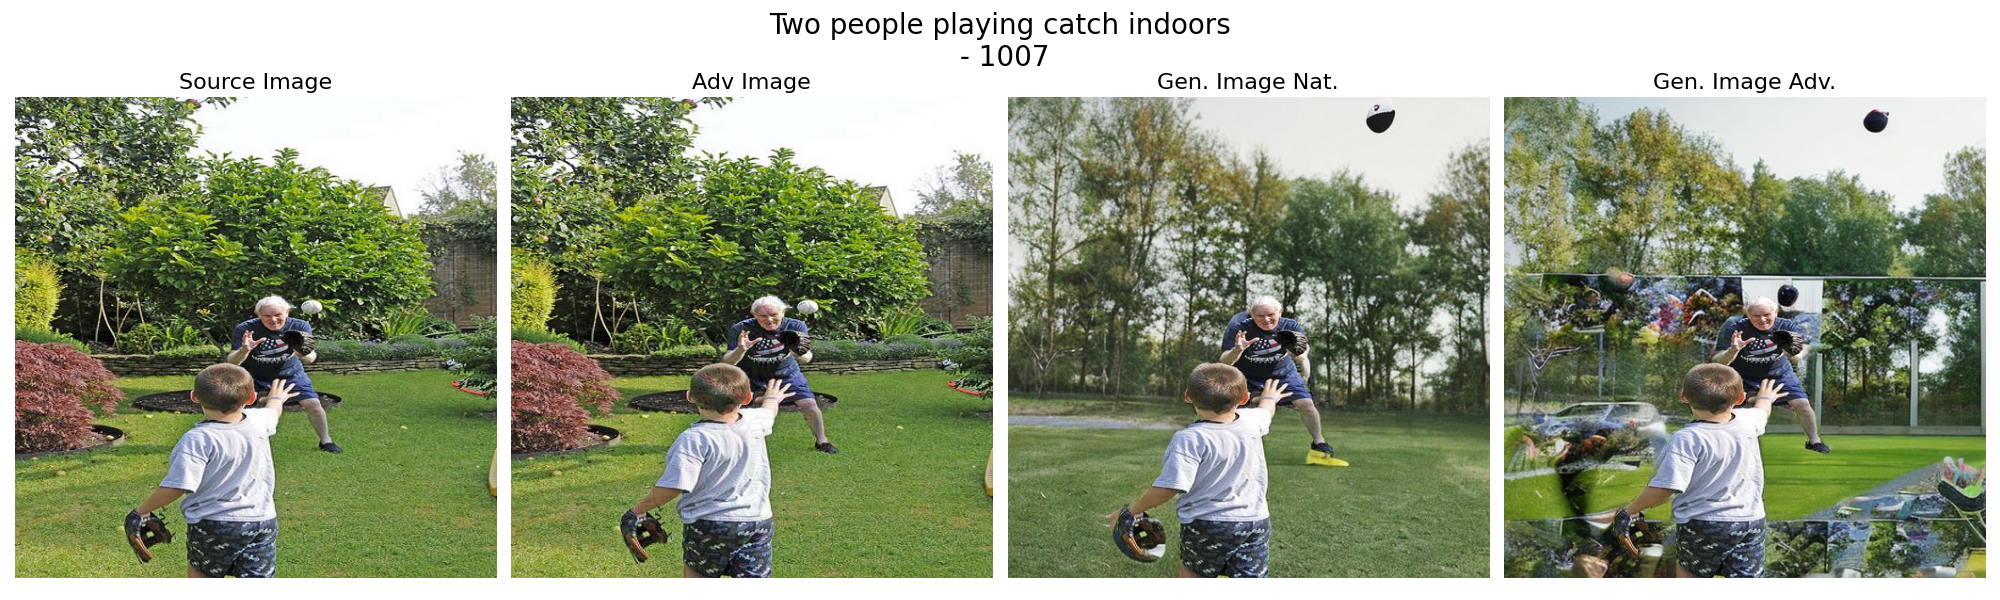 Two people playing catch indoors
- 1007
Source Image
Adv Image
Gen. Image Nat.
Gen. Image Adv.